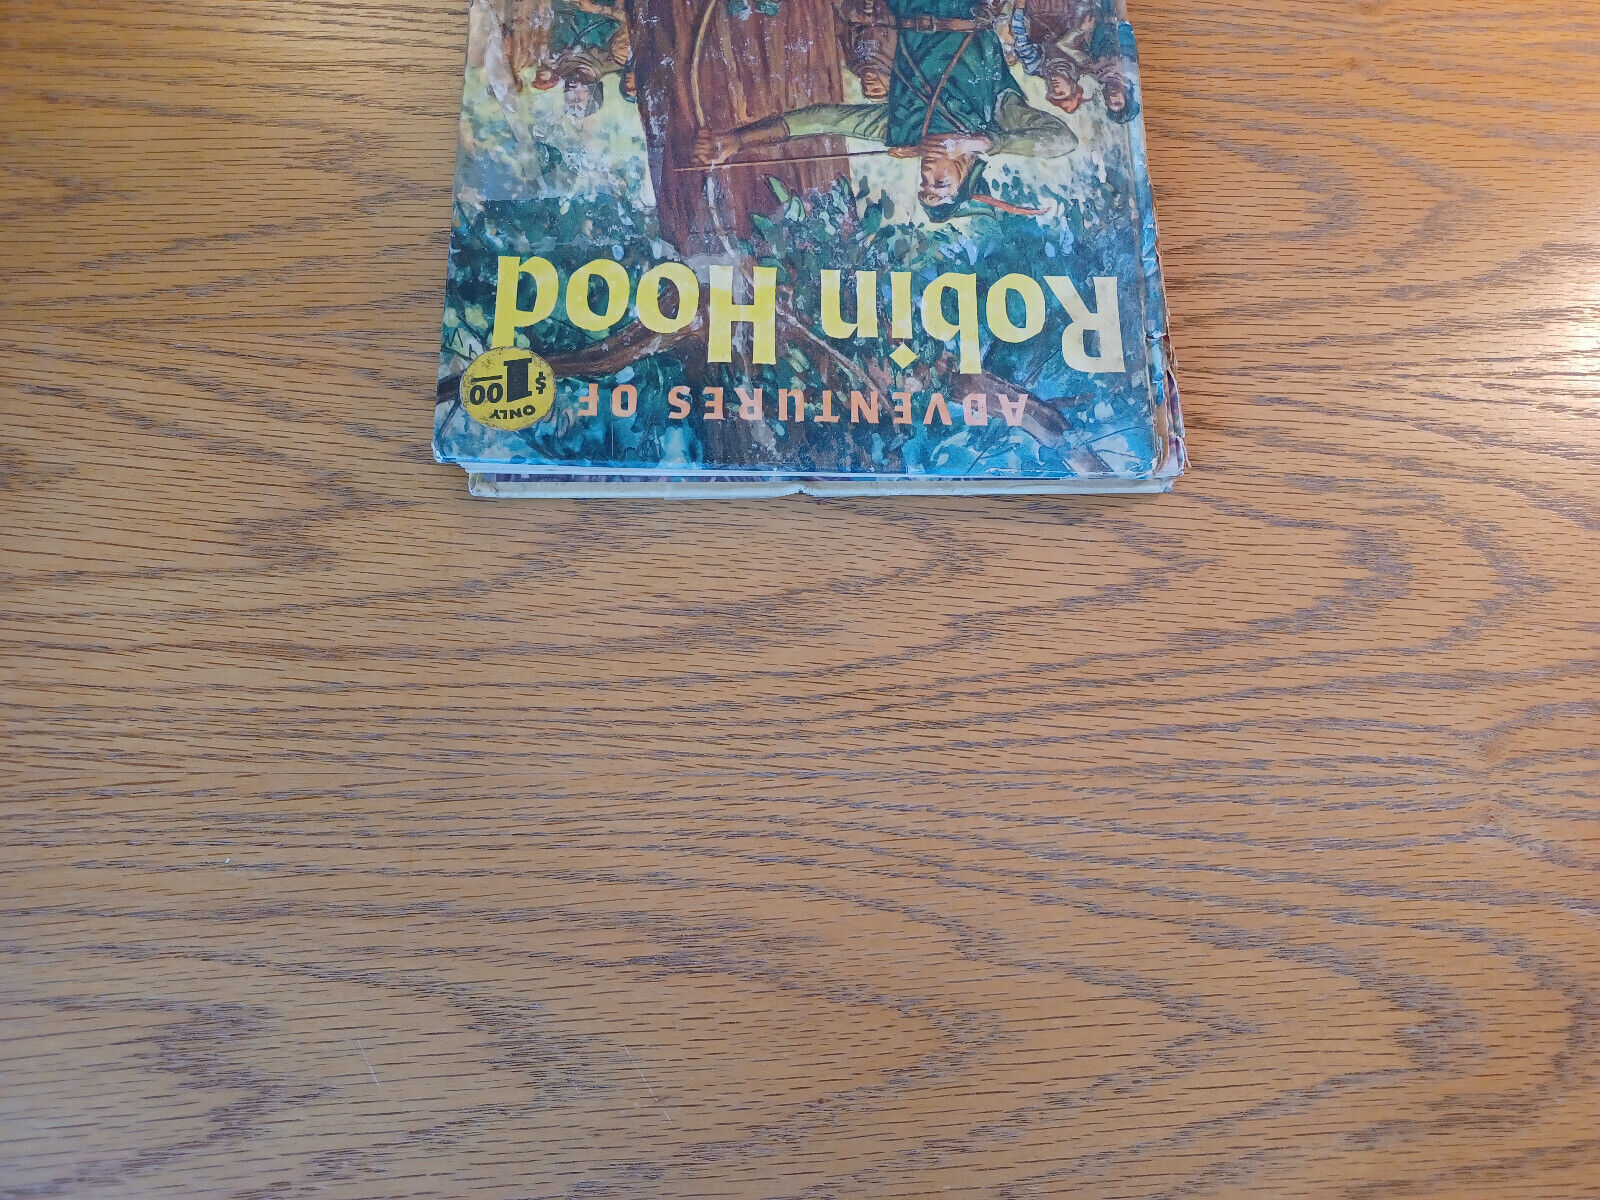 ADVENTURES OF
Robin Hood
ONLY
$1.00